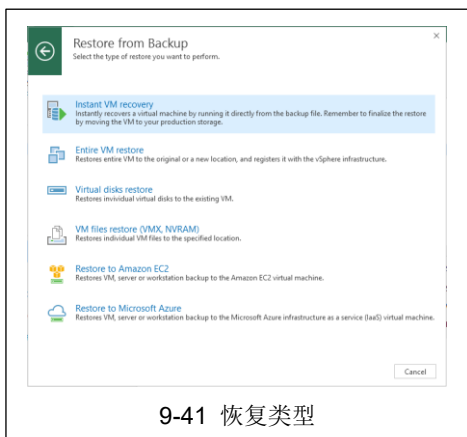 Restore from Backup
Select the type of restore you want to perform.
Instant VM recovery
Instantly recovers a virtual machine by running it directly from the backup file. Remember to finalize the restore
by moving the VM to your production storage.
Entire VM restore
Restores entire VM to the original or a new location, and registers it with the vSphere infrastructure.
Virtual disks restore
Restores invividual virtual disks to the existing VM.
VM files restore (VMX, NVRAM)
Restores individual VM files to the specified location.
Restore to Amazon EC2
Restores VM, server or workstation backup to the Amazon EC2 virtual machine.
Restore to Microsoft Azure
Restores VM, server or workstation backup to the Microsoft Azure infrastructure as a service (IaaS) virtual machine.
Cancel
9-41 恢复类型